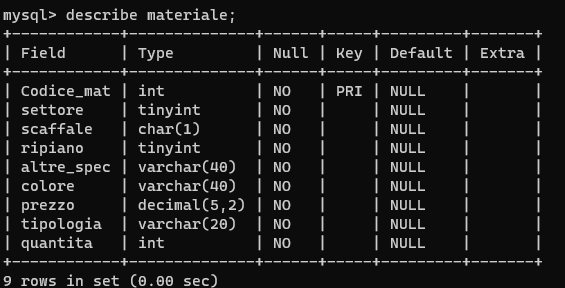 mysql> describe materiale;
+------------+--------------+------+-----+---------+-------+
| Field      | Type         | Null | Key | Default | Extra |
+------------+--------------+------+-----+---------+-------+
| Codice_mat | int          | NO   | PRI | NULL    |       |
| settore    | tinyint      | NO   |     | NULL    |       |
| scaffale   | char(1)      | NO   |     | NULL    |       |
| ripiano    | tinyint      | NO   |     | NULL    |       |
| altre_spec | varchar(40)  | NO   |     | NULL    |       |
| colore     | varchar(40)  | NO   |     | NULL    |       |
| prezzo     | decimal(5,2) | NO   |     | NULL    |       |
| tipologia  | varchar(20)  | NO   |     | NULL    |       |
| quantita   | int          | NO   |     | NULL    |       |
+------------+--------------+------+-----+---------+-------+
9 rows in set (0.00 sec)